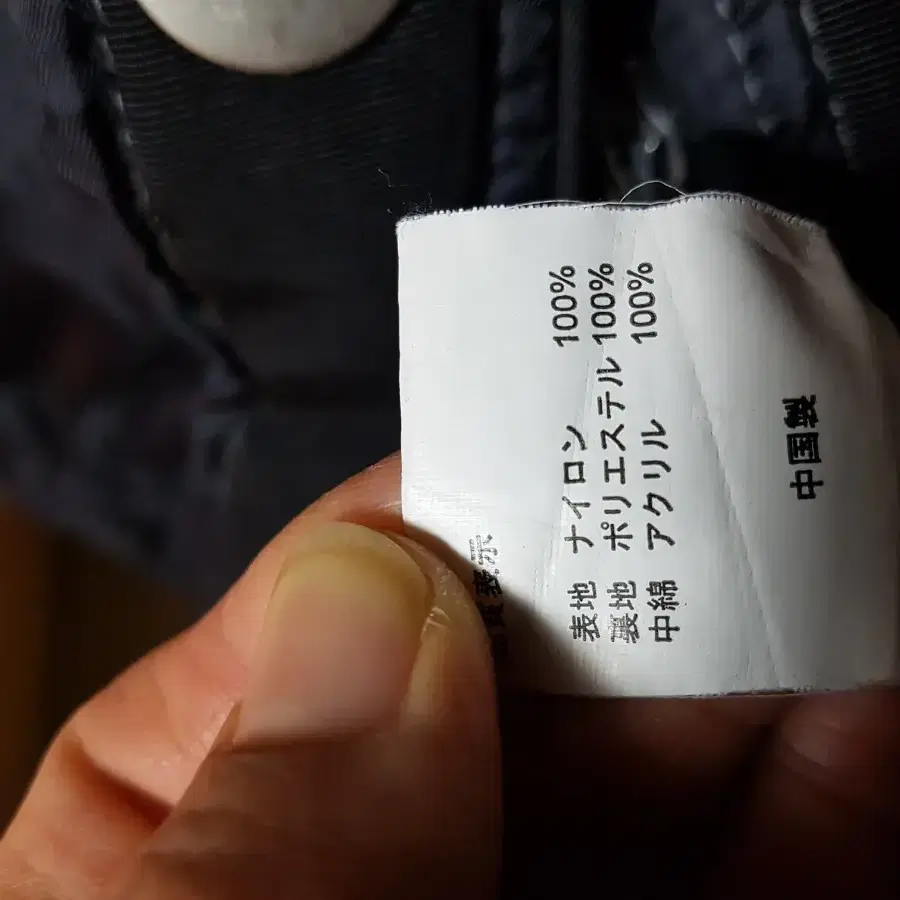 表示
表地 ナイロン 100%
裏地 ポリエステル 100%
中綿 アクリル 100%
中国製